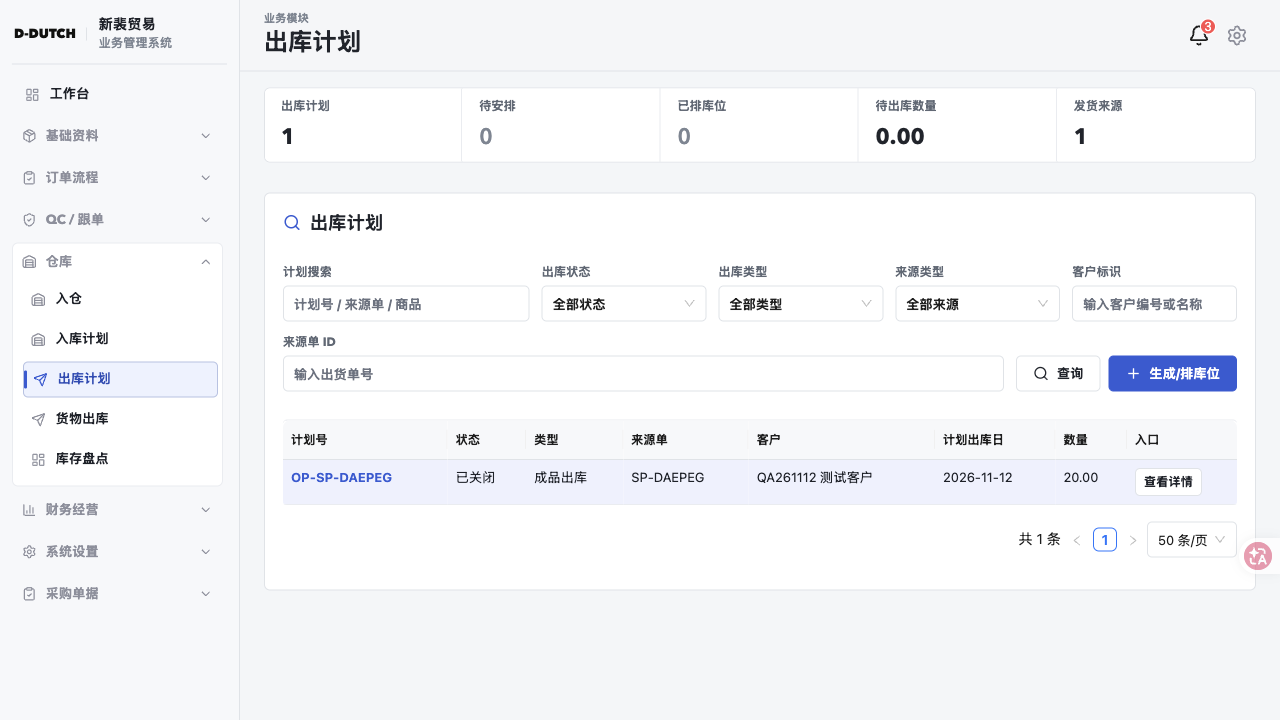 D-DUTCH
新裴贸易
业务管理系统
工作台
基础资料
订单流程
QC / 跟单
仓库
入仓
入库计划
出库计划
货物出库
库存盘点
财务经营
系统设置
采购单据
业务模块
出库计划
3
出库计划
1
待安排
0
已排库位
0
待出库数量
0.00
发货来源
1
出库计划
计划搜索
计划号 / 来源单 / 商品
出库状态
全部状态
出库类型
全部类型
来源类型
全部来源
客户标识
输入客户编号或名称
来源单 ID
输入出货单号
查询
生成/排库位
计划号 状态 类型 来源单 客户 计划出库日 数量 入口
OP-SP-DAEPEG 已关闭 成品出库 SP-DAEPEG QA261112 测试客户 2026-11-12 20.00 查看详情
共 1 条 1 50 条/页